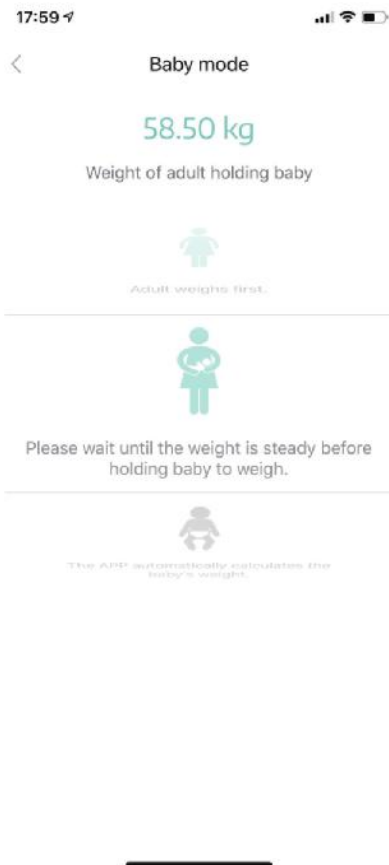 17:59
Baby mode
58.50 kg
Weight of adult holding baby
Adult weighs first.
Please wait until the weight is steady before
holding baby to weigh.
The APP automatically calculates the
baby's weight.